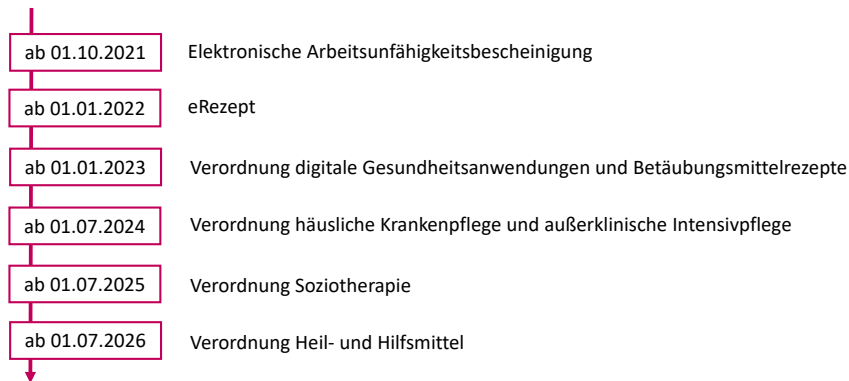 ab 01.10.2021 Elektronische Arbeitsunfähigkeitsbescheinigung
ab 01.01.2022 eRezept
ab 01.01.2023 Verordnung digitale Gesundheitsanwendungen und Betäubungsmittelrezepte
ab 01.07.2024 Verordnung häusliche Krankenpflege und außerklinische Intensivpflege
ab 01.07.2025 Verordnung Soziotherapie
ab 01.07.2026 Verordnung Heil- und Hilfsmittel